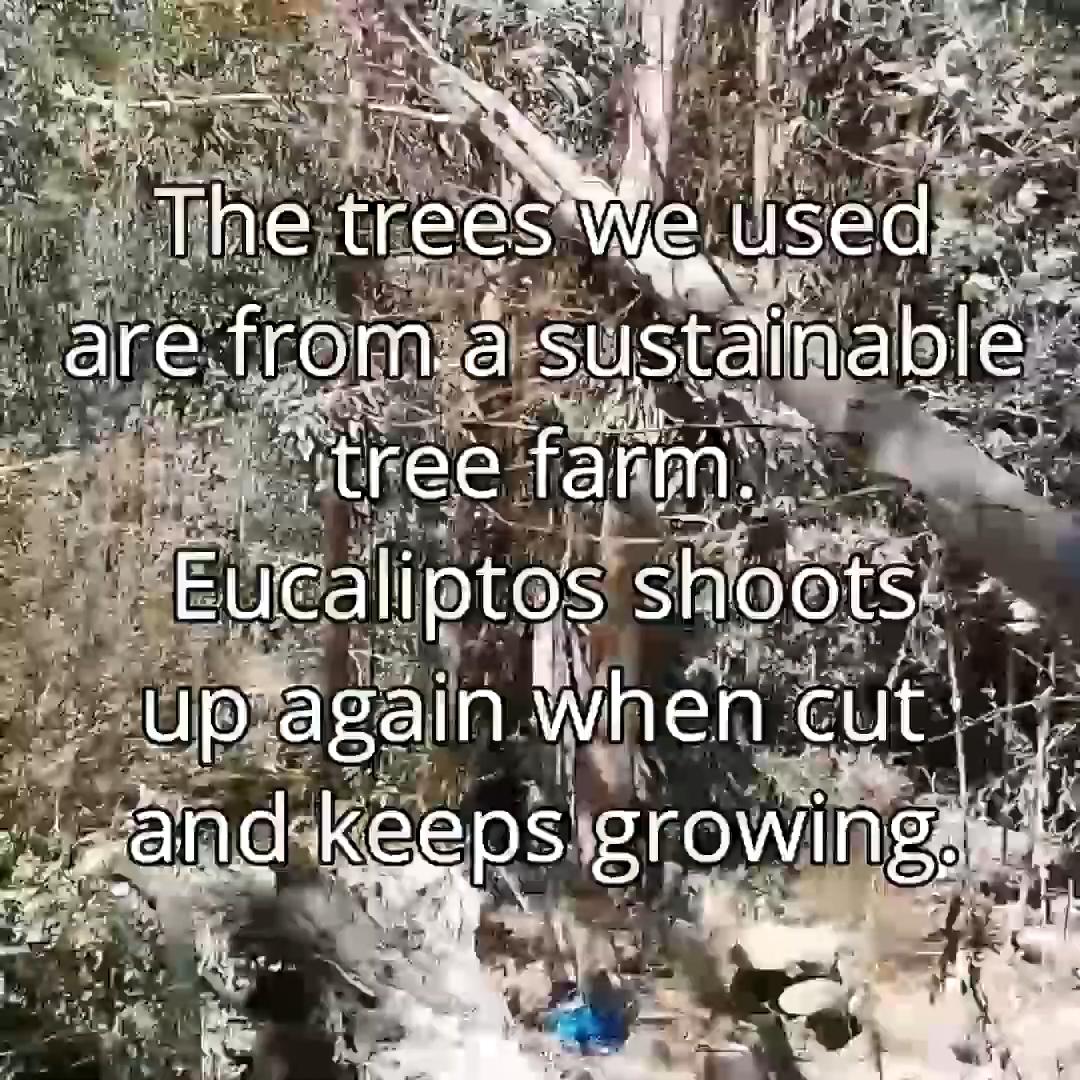 The trees we used
are from a sustainable
tree farm.
Eucaliptos shoots
up again when cut
and keeps growing.